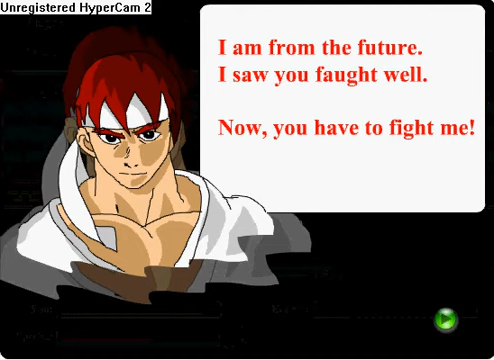 Unregistered HyperCam 2
I am from the future.
I saw you faught well.
Now, you have to fight me!